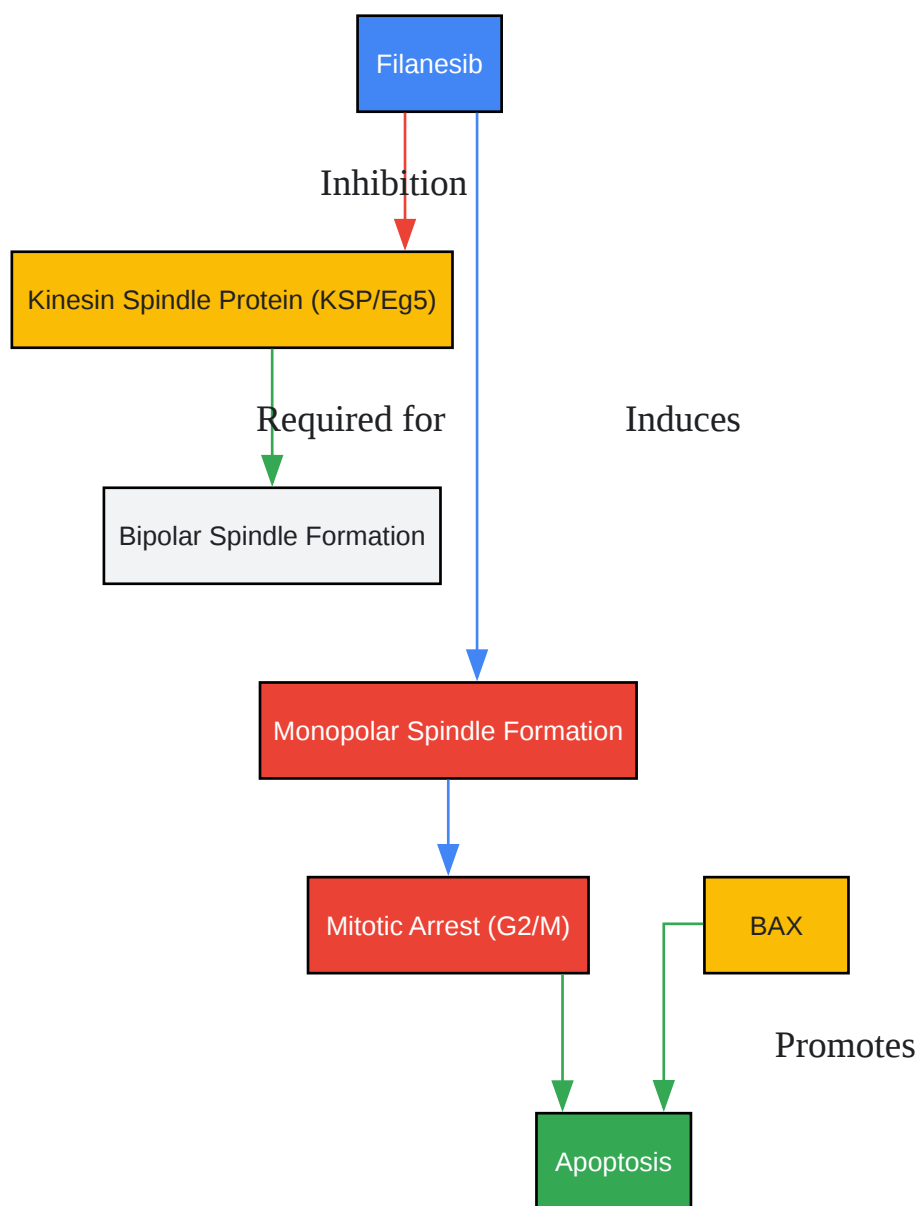 Filanesib
Inhibition
Kinesin Spindle Protein (KSP/Eg5)
Required for
Induces
Bipolar Spindle Formation
Monopolar Spindle Formation
Mitotic Arrest (G2/M)
BAX
Promotes
Apoptosis